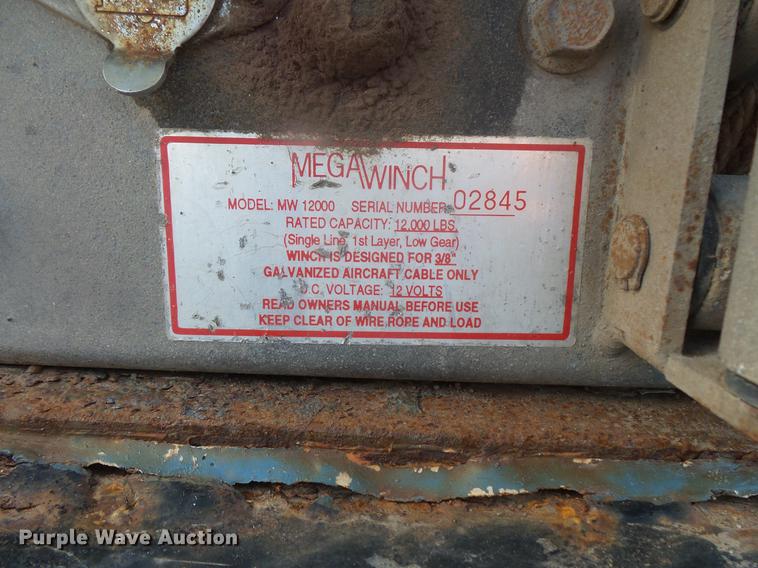 MEGAWINCH
MODEL: MW 12000 SERIAL NUMBER: 02845
RATED CAPACITY: 12,000 LBS.
(Single Line, 1st Layer, Low Gear)
WINCH IS DESIGNED FOR 3/8"
GALVANIZED AIRCRAFT CABLE ONLY
D.C. VOLTAGE: 12 VOLTS
READ OWNERS MANUAL BEFORE USE
KEEP CLEAR OF WIRE ROPE AND LOAD
Purple Wave Auction